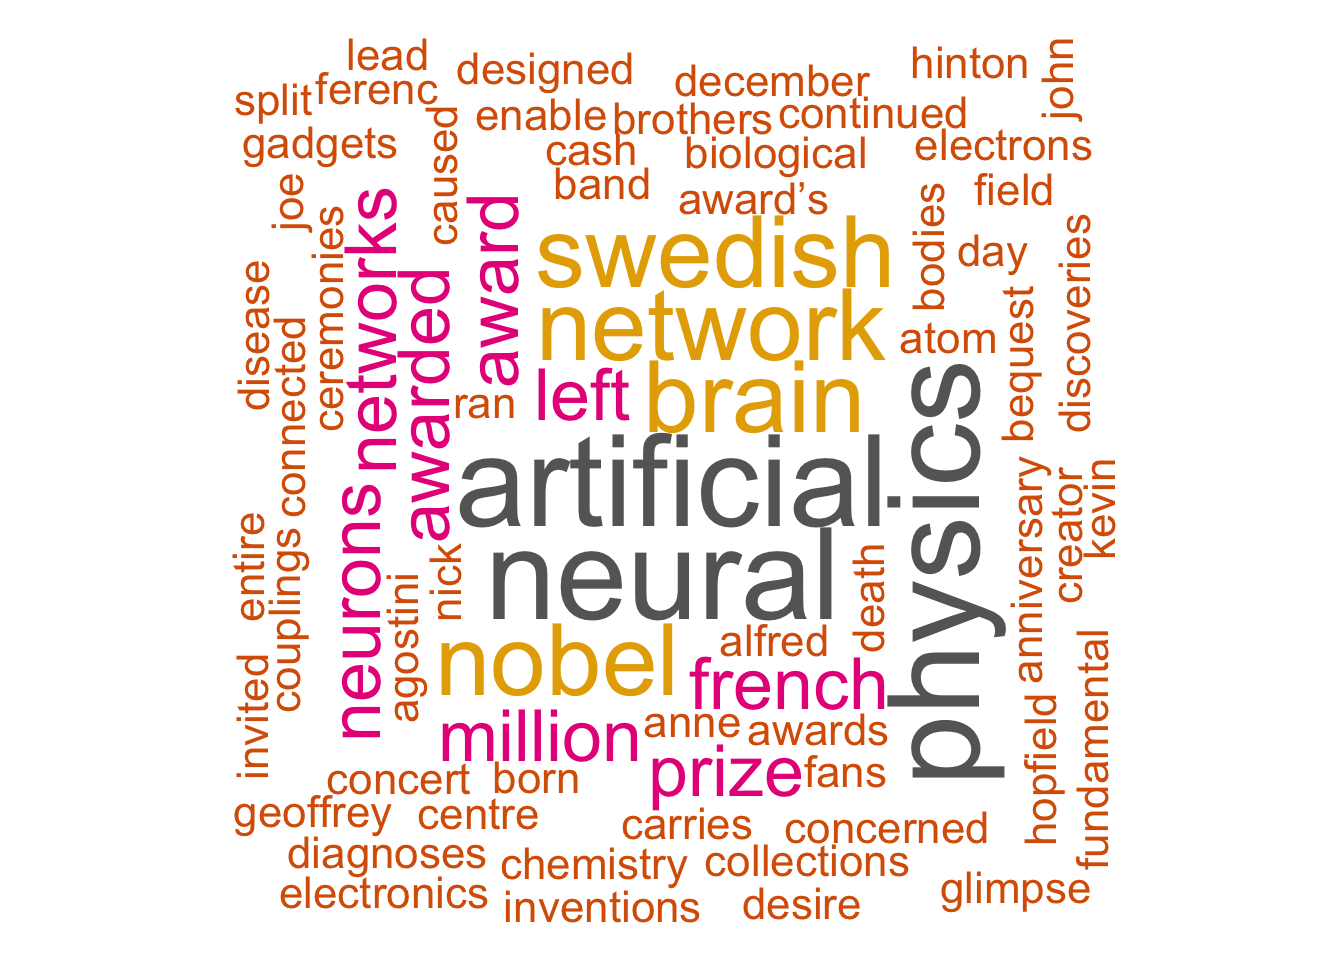 lead
designed
december
hinton
john
split
ferenc
enable
brothers
continued
gadgets
caused
cash
biological
electrons
joe
band
award's
field
networks
award
swedish
bodies
day
discoveries
ceremonies
disease
connected
awarded
network
atom
bequest
ran
left
brain
physics
artificial
neurons
neural
anniversary
creator
kevin
entire
couplings
agostini
nick
death
invited
nobel
alfred
french
hopfield
fundamental
million
anne
awards
prize
fans
concert
born
geoffrey
centre
carries
concerned
diagnoses
chemistry
collections
electronics
inventions
desire
glimpse